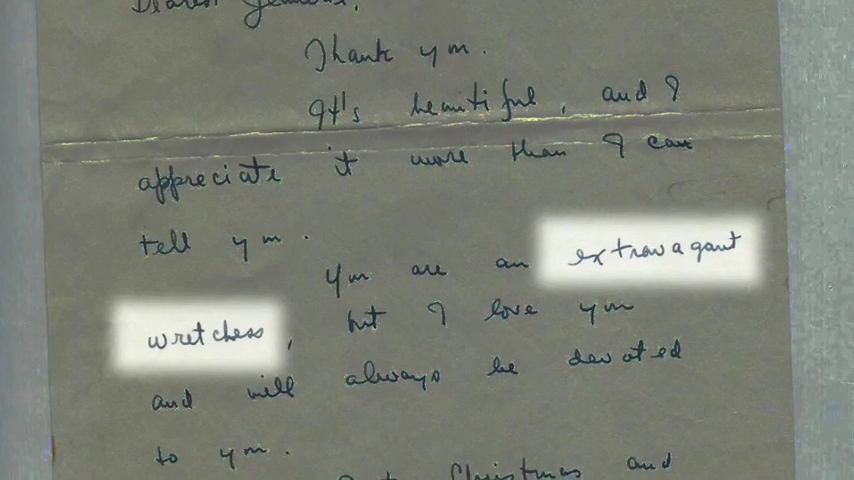 Dearest
Thank you.
It's beautiful, and I
appreciate it more than I can
tell you.
You are an extravagant
wretchess, but I love you
and will always be devoted
to you.
Christmas and